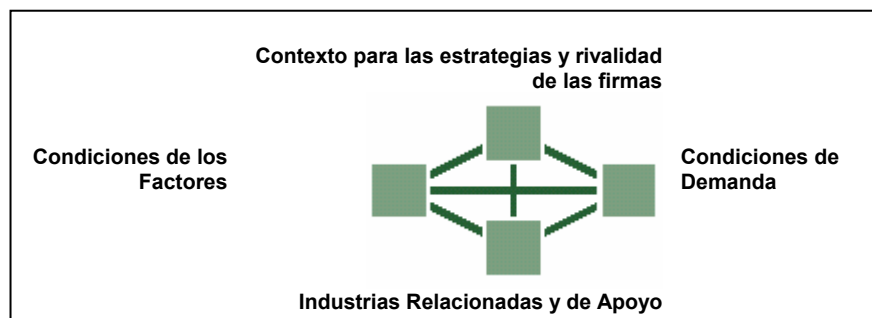 Contexto para las estrategias y rivalidad
de las firmas
Condiciones de los
Factores
Condiciones de
Demanda
Industrias Relacionadas y de Apoyo